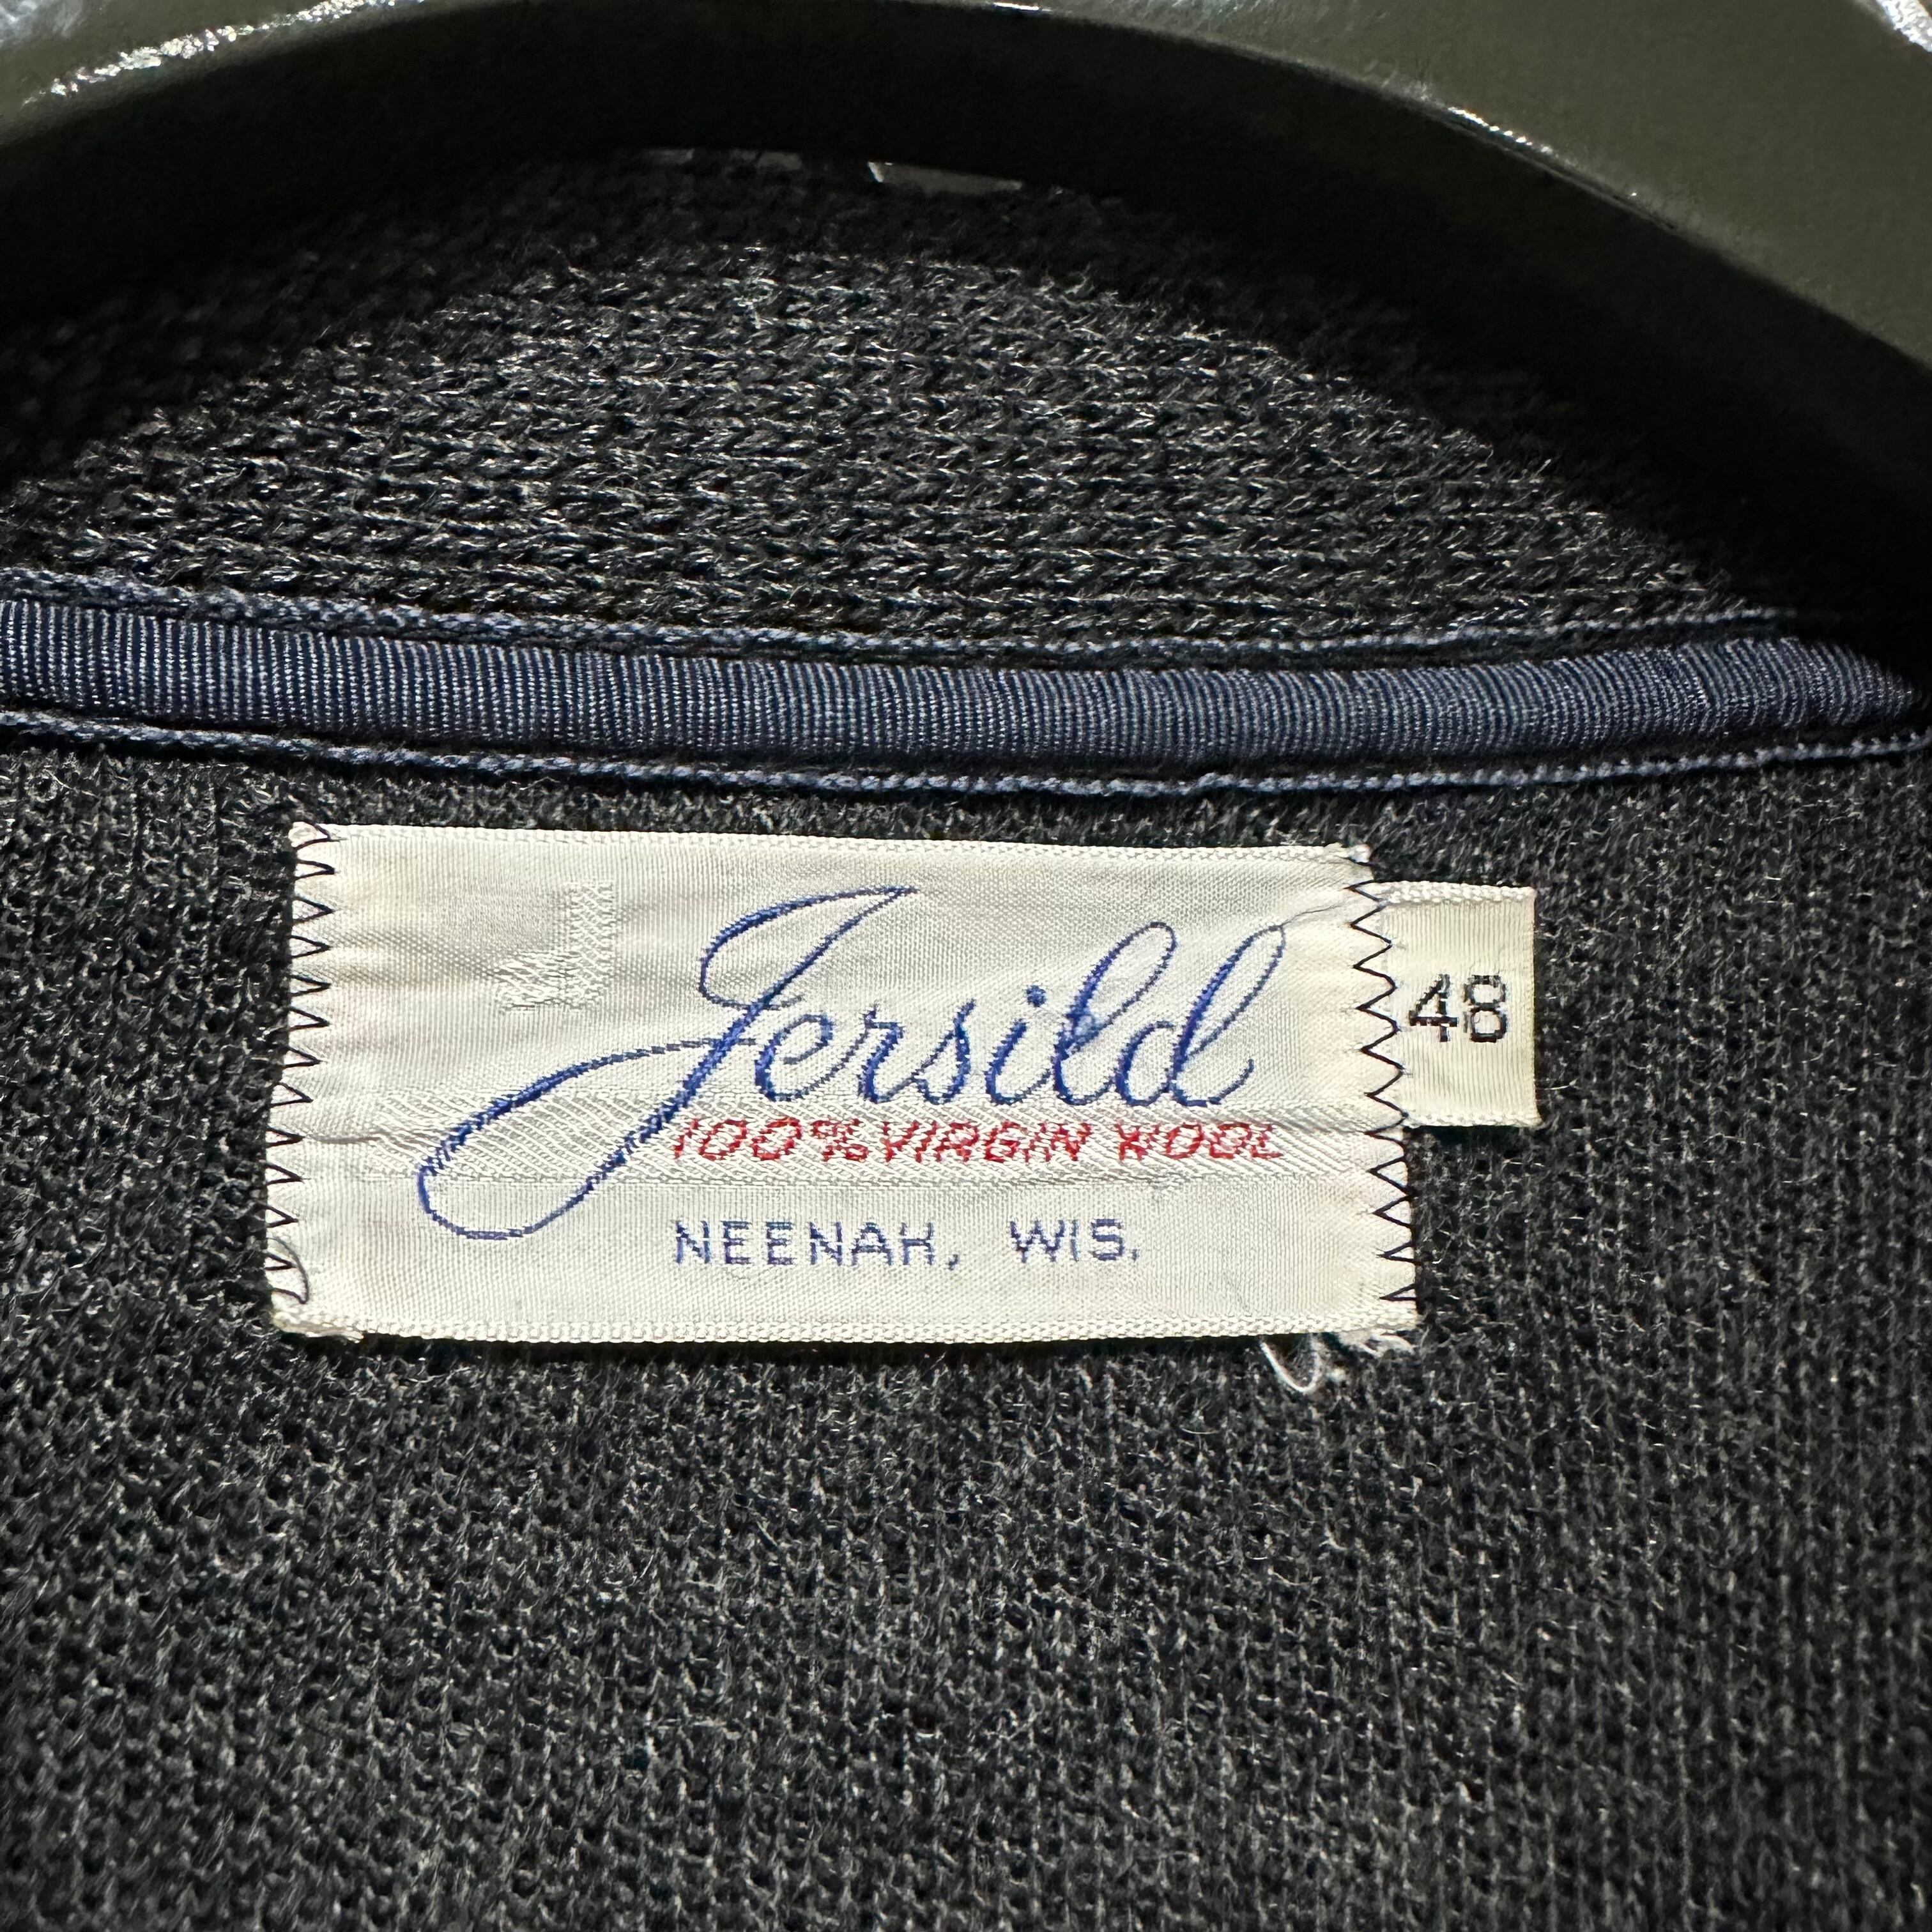 Jersild
48
100% VIRGIN WOOL
NEENAH, WIS.